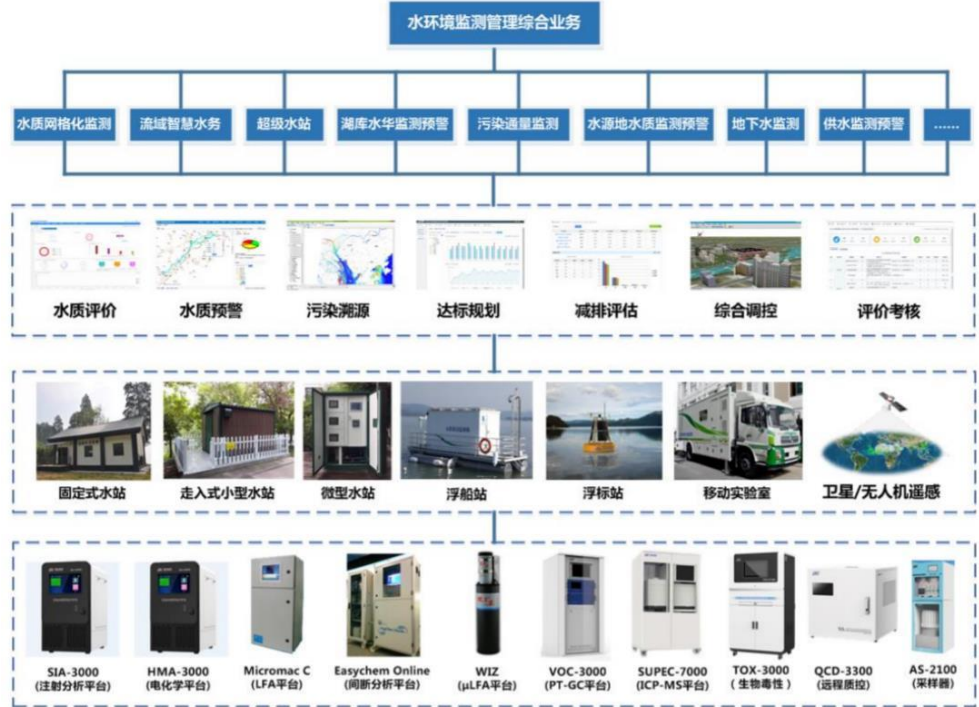 水环境监测管理综合业务
水质网格化监测 流域智慧水务 超级水站 湖库水华监测预警 污染通量监测 水源地水质监测预警 地下水监测 供水监测预警 ......
水质评价 水质预警 污染溯源 达标规划 减排评估 综合调控 评价考核
固定式水站 走入式小型水站 微型水站 浮船站 浮标站 移动实验室 卫星/无人机遥感
SIA-3000 HMA-3000 Micromac C Easychem Online WIZ VOC-3000 SUPEC-7000 TOX-3000 QCD-3300 AS-2100
(注射分析平台) (电化学平台) (LFA平台) (间断分析平台) (μLFA平台) (PT-GC平台) (ICP-MS平台) (生物毒性) (远程质控) (采样器)